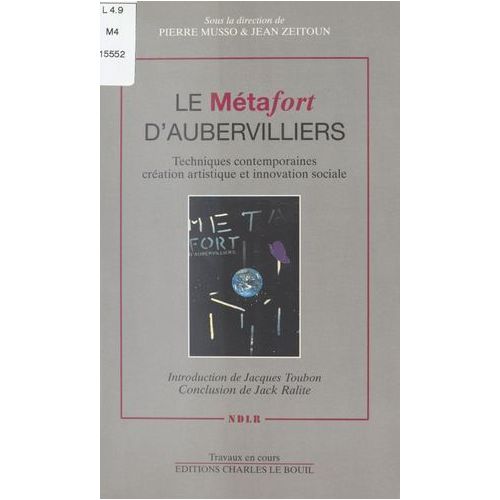 L 4.9
M4
15552
Sous la direction de
PIERRE MUSSO & JEAN ZEITOUN
LE Métafort
D'AUBERVILLIERS
Techniques contemporaines
création artistique et innovation sociale
META
FORT
D'AUBERVILLIERS
Introduction de Jacques Toubon
Conclusion de Jack Ralite
NDLR
Travaux en cours
EDITIONS CHARLES LE BOUIL